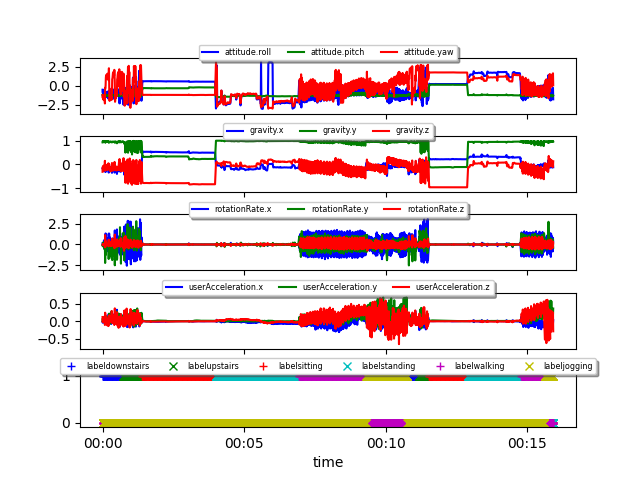 attitude.roll attitude.pitch attitude.yaw
2.5
0.0
−2.5
gravity.x gravity.y gravity.z
1
0
−1
rotationRate.x rotationRate.y rotationRate.z
2.5
0.0
−2.5
userAcceleration.x userAcceleration.y userAcceleration.z
0.5
0.0
−0.5
labeldownstairs labelupstairs labelsitting labelstanding labelwalking labeljogging
1
0
00:00 00:05 00:10 00:15
time